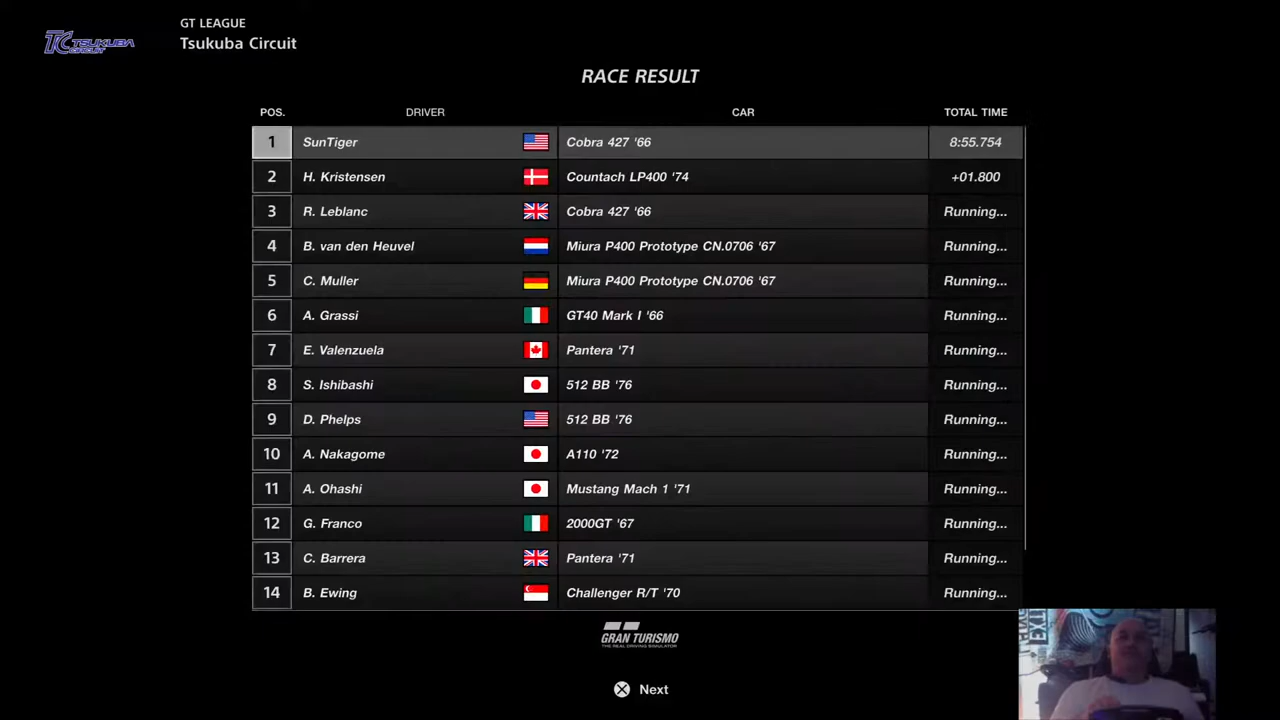 GT LEAGUE
TC TSUKUBA CIRCUIT
Tsukuba Circuit
RACE RESULT
POS. DRIVER CAR TOTAL TIME
1 SunTiger Cobra 427 '66 8:55.754
2 H. Kristensen Countach LP400 '74 +01.800
3 R. Leblanc Cobra 427 '66 Running...
4 B. van den Heuvel Miura P400 Prototype CN.0706 '67 Running...
5 C. Muller Miura P400 Prototype CN.0706 '67 Running...
6 A. Grassi GT40 Mark I '66 Running...
7 E. Valenzuela Pantera '71 Running...
8 S. Ishibashi 512 BB '76 Running...
9 D. Phelps 512 BB '76 Running...
10 A. Nakagome A110 '72 Running...
11 A. Ohashi Mustang Mach 1 '71 Running...
12 G. Franco 2000GT '67 Running...
13 C. Barrera Pantera '71 Running...
14 B. Ewing Challenger R/T '70 Running...
GRAN TURISMO
THE REAL DRIVING SIMULATOR
Next